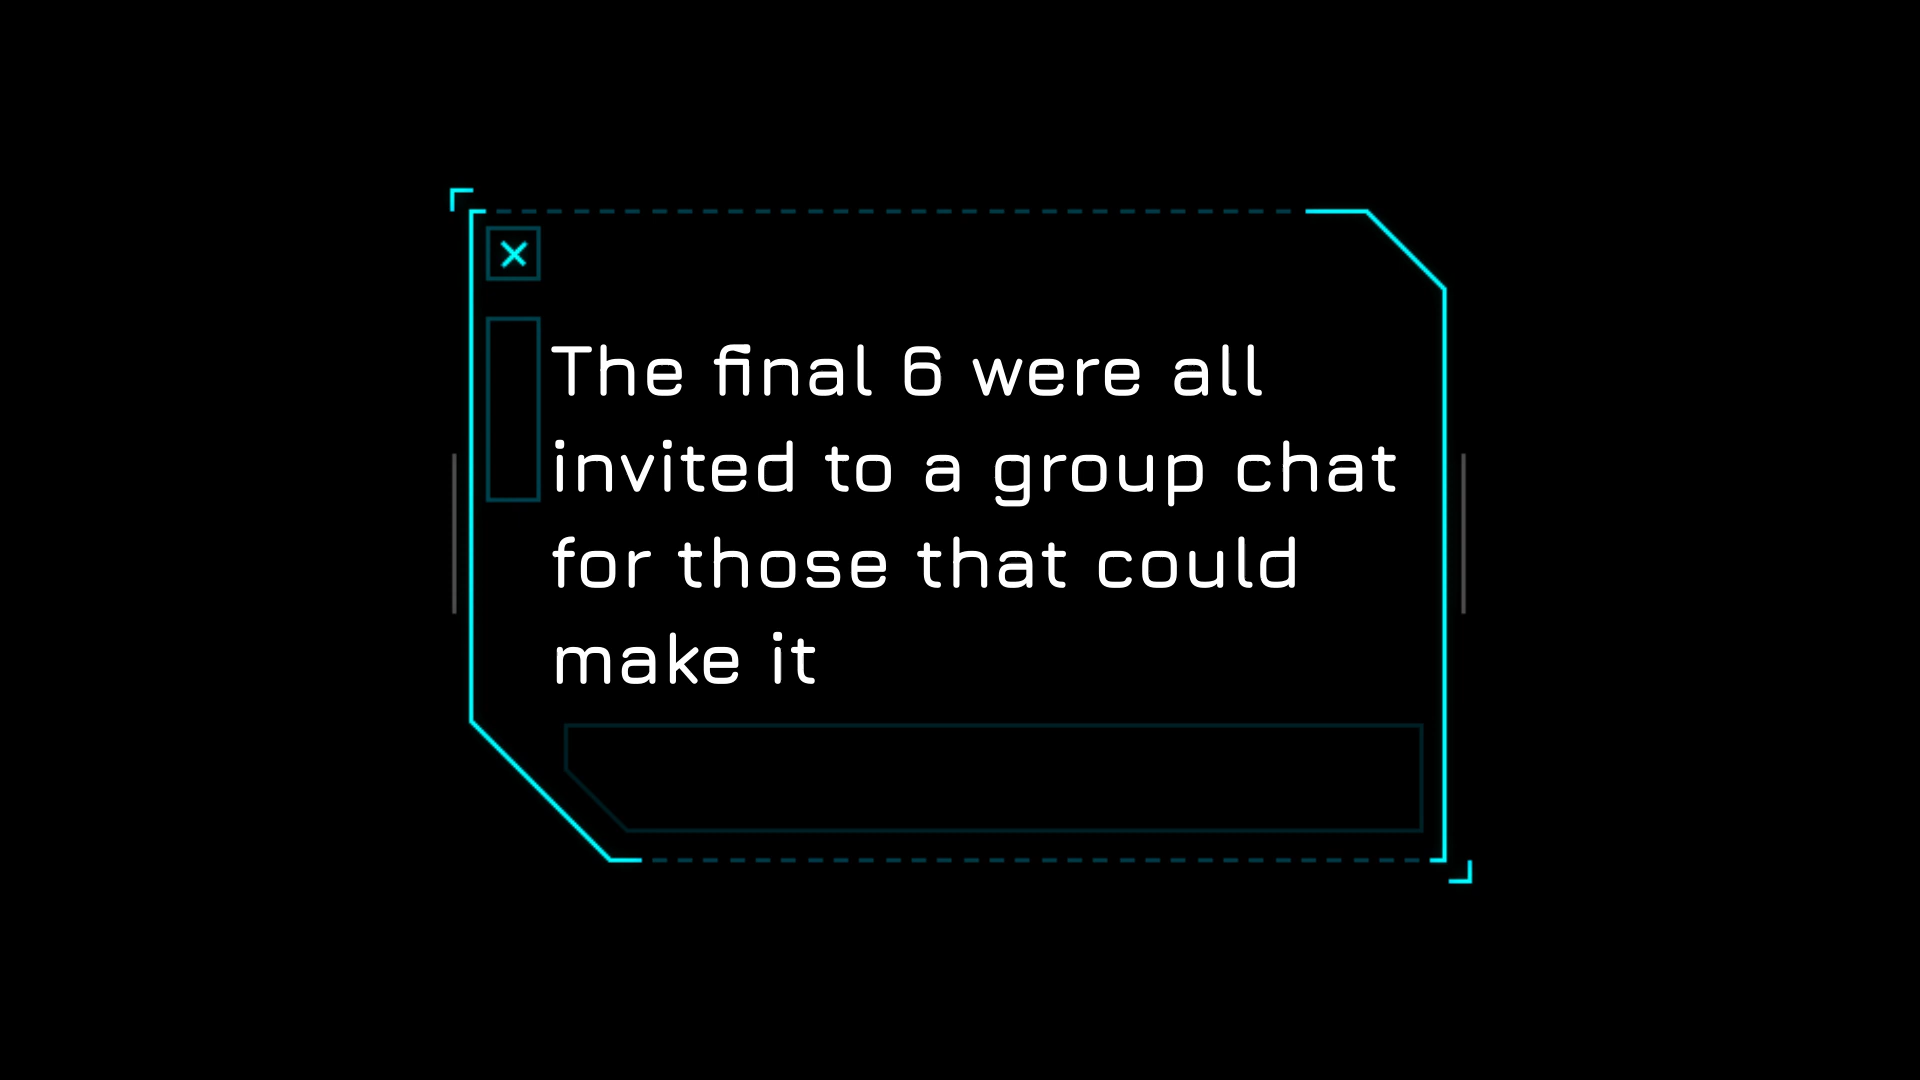 The final 6 were all
invited to a group chat
for those that could
make it